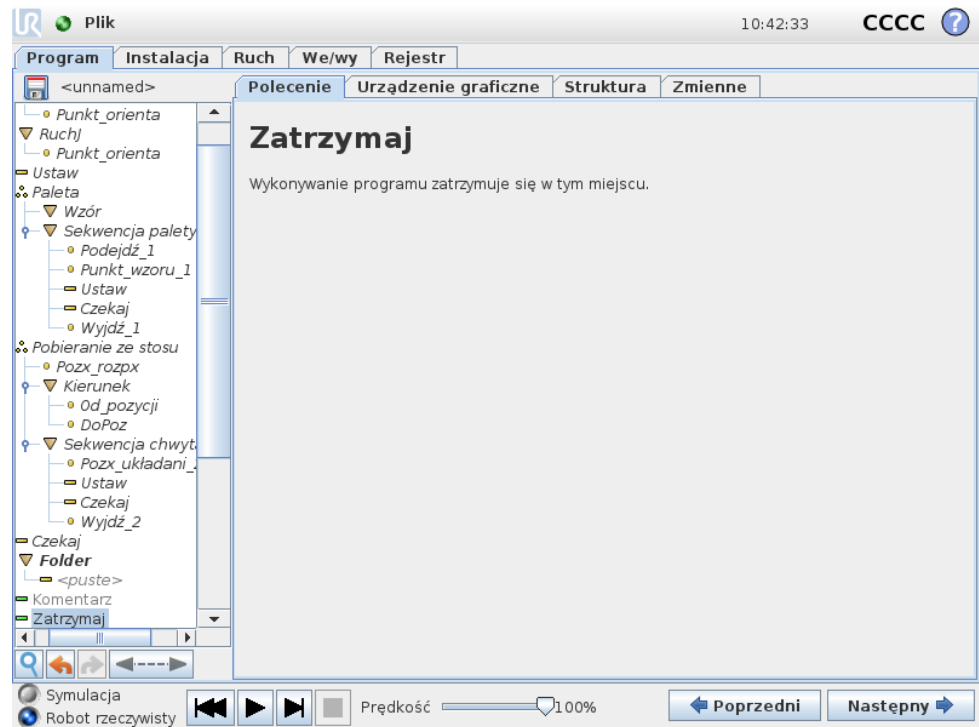 Plik
10:42:33
CCCC
?
Program Instalacja Ruch We/wy Rejestr
<unnamed>
Polecenie Urządzenie graficzne Struktura Zmienne
Punkt_orienta
RuchJ
Punkt_orienta
Ustaw
Paleta
Wzór
Sekwencja palety
Podejdź_1
Punkt_wzoru_1
Ustaw
Czekaj
Wyjdź_1
Pobieranie ze stosu
Pozx_rozpx
Kierunek
Od_pozycji
DoPoz
Sekwencja chwyt
Pozx_układani_
Ustaw
Czekaj
Wyjdź_2
Czekaj
Folder
<puste>
Komentarz
Zatrzymaj
Zatrzymaj
Wykonywanie programu zatrzymuje się w tym miejscu.
Symulacja
Robot rzeczywisty
Prędkość 100%
Poprzedni Następny